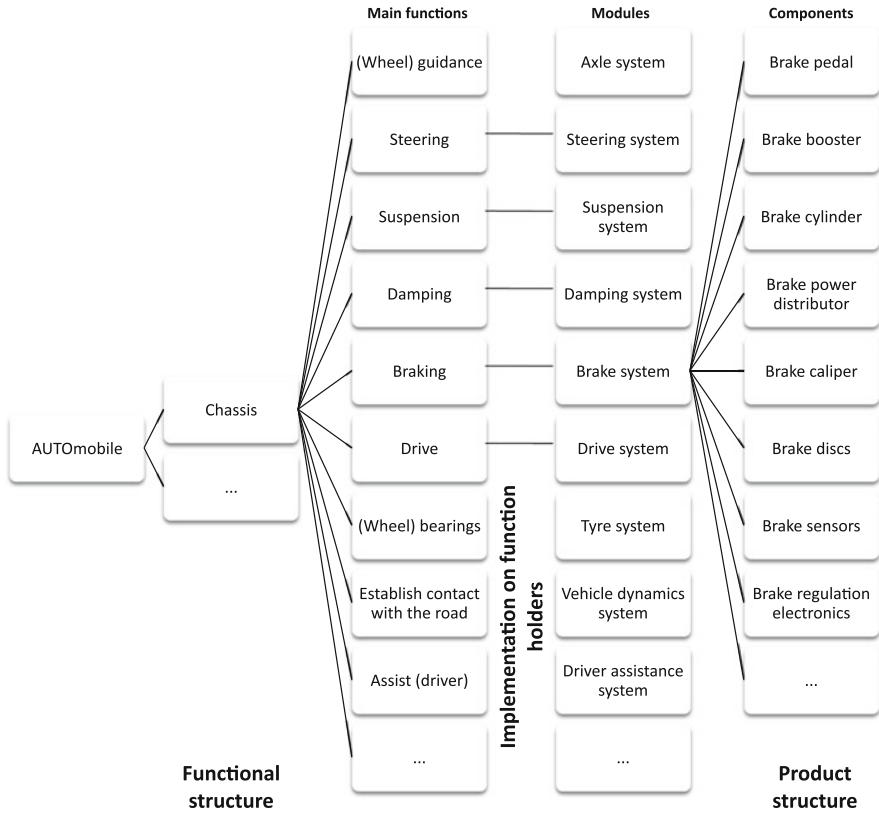 Main functions
Modules
Components
(Wheel) guidance
Axle system
Brake pedal
Steering
Steering system
Brake booster
Suspension
Suspension
system
Brake cylinder
Damping
Damping system
Brake power
distributor
Braking
Brake system
Brake caliper
Chassis
AUTOmobile
...
Drive
Drive system
Brake discs
(Wheel) bearings
Tyre system
Brake sensors
Establish contact
with the road
Vehicle dynamics
system
Brake regulation
electronics
Assist (driver)
Driver assistance
system
...
...
...
Implementation on function
holders
Functional
structure
Product
structure